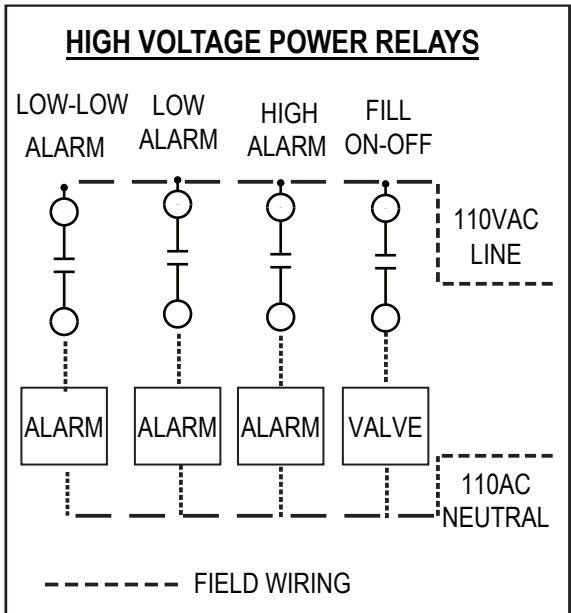 HIGH VOLTAGE POWER RELAYS
LOW-LOW
ALARM
LOW
ALARM
HIGH
ALARM
FILL
ON-OFF
110VAC
LINE
ALARM
ALARM
ALARM
VALVE
110AC
NEUTRAL
FIELD WIRING